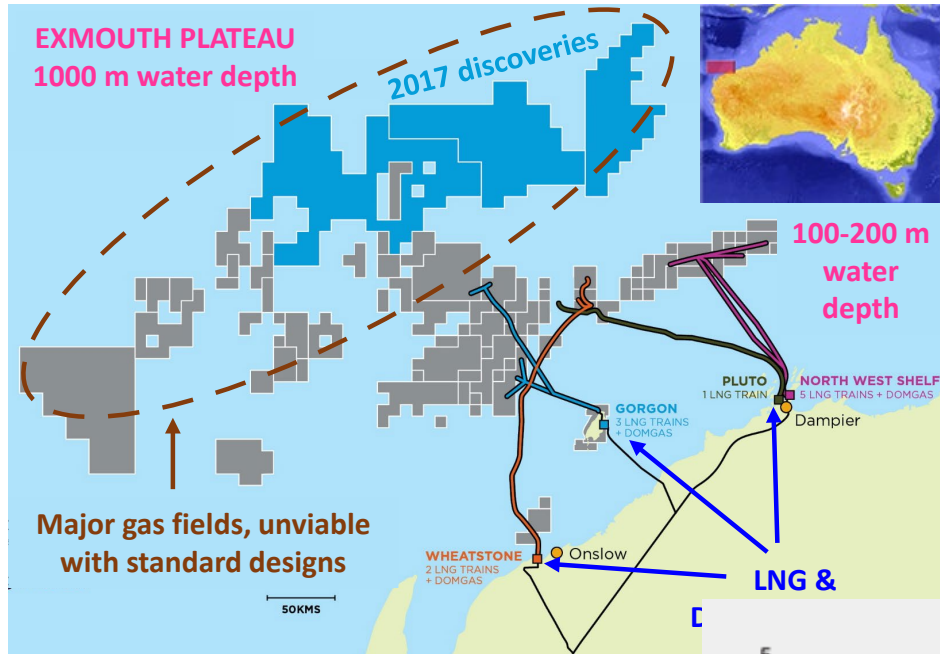 EXMOUTH PLATEAU
1000 m water depth
2017 discoveries
100-200 m
water
depth
PLUTO
1 LNG TRAIN
NORTH WEST SHELF
5 LNG TRAINS + DOMGAS
Dampier
GORGON
3 LNG TRAINS
+ DOMGAS
Major gas fields, unviable
with standard designs
WHEATSTONE
2 LNG TRAINS
+ DOMGAS
Onslow
LNG &
50KMS